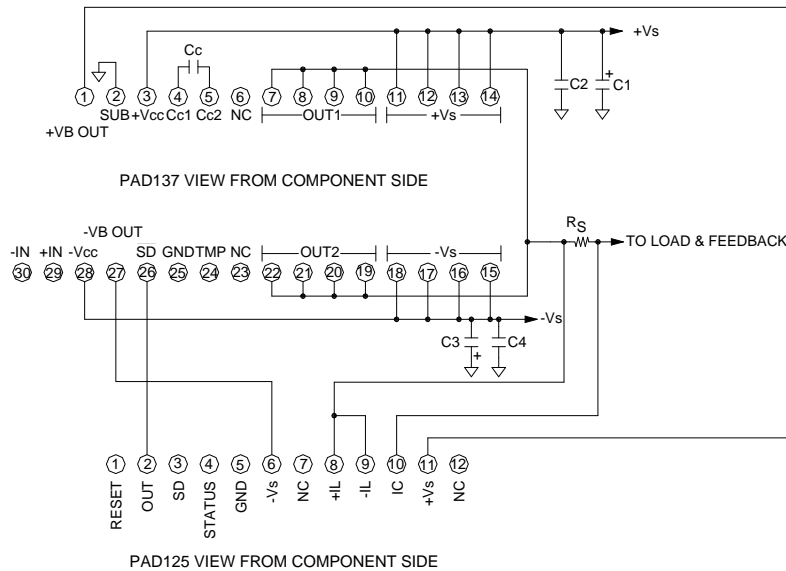 +Vs
Cc
C2
+
C1
1 2 3 4 5 6 7 8 9 10 11 12 13 14
SUB +Vcc Cc1 Cc2 NC OUT1 +Vs
+VB OUT
PAD137 VIEW FROM COMPONENT SIDE
RS
TO LOAD & FEEDBACK
-VB OUT
-IN +IN -Vcc SD GND TMP NC OUT2 -Vs
30 29 28 27 26 25 24 23 22 21 20 19 18 17 16 15
-Vs
C3 C4
+
1 2 3 4 5 6 7 8 9 10 11 12
RESET
OUT
SD
STATUS
GND
-Vs
NC
+IL
-IL
IC
+Vs
NC
PAD125 VIEW FROM COMPONENT SIDE